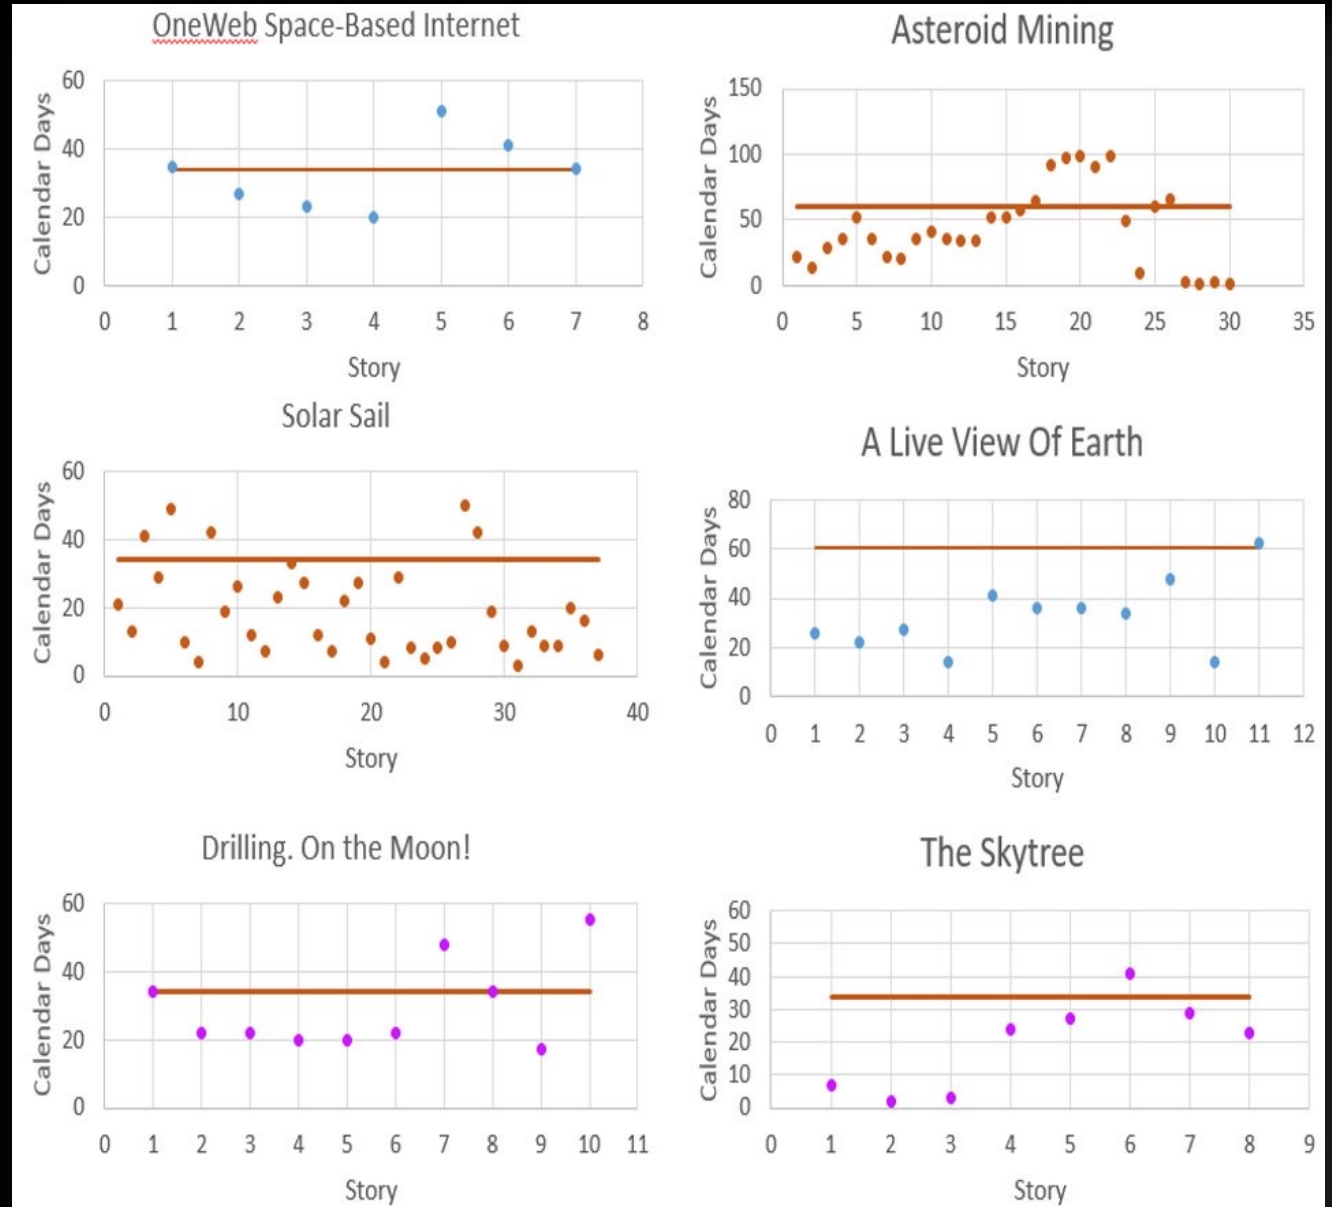 OneWeb Space-Based Internet
Calendar Days
60
40
20
0
0 1 2 3 4 5 6 7 8
Story
Asteroid Mining
Calendar Days
150
100
50
0
0 5 10 15 20 25 30 35
Story
Solar Sail
Calendar Days
60
40
20
0
0 10 20 30 40
Story
A Live View Of Earth
Calendar Days
80
60
40
20
0
0 1 2 3 4 5 6 7 8 9 10 11 12
Story
Drilling. On the Moon!
Calendar Days
60
40
20
0
0 1 2 3 4 5 6 7 8 9 10 11
Story
The Skytree
Calendar Days
60
50
40
30
20
10
0
0 1 2 3 4 5 6 7 8 9
Story